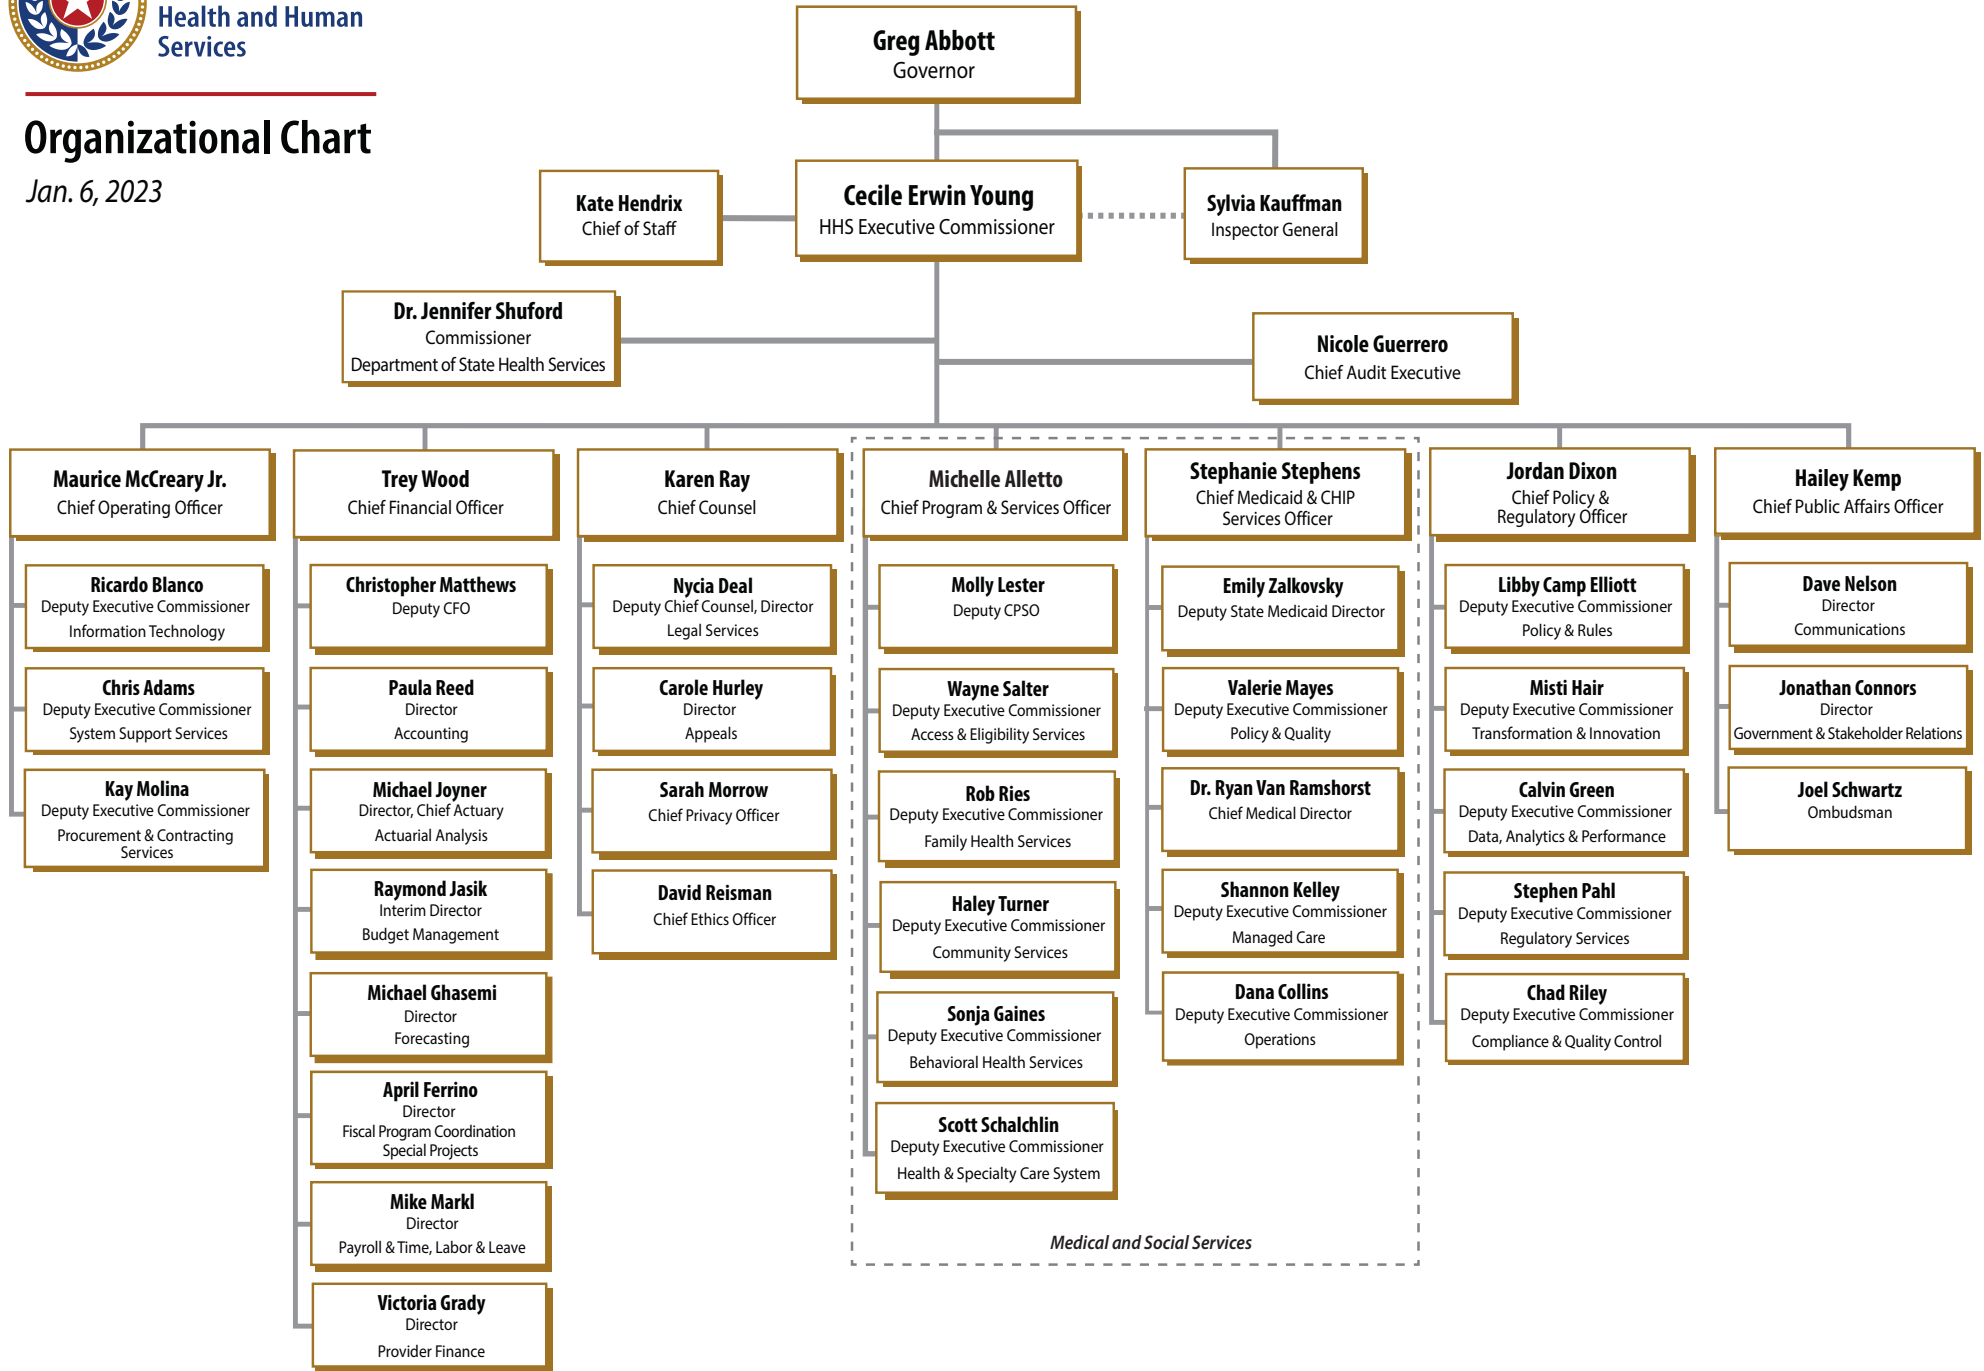 Health and Human
Services
Organizational Chart
Jan. 6, 2023
Greg Abbott
Governor
Kate Hendrix
Chief of Staff
Cecile Erwin Young
HHS Executive Commissioner
Sylvia Kauffman
Inspector General
Dr. Jennifer Shuford
Commissioner
Department of State Health Services
Nicole Guerrero
Chief Audit Executive
Maurice McCreary Jr.
Chief Operating Officer
Ricardo Blanco
Deputy Executive Commissioner
Information Technology
Chris Adams
Deputy Executive Commissioner
System Support Services
Kay Molina
Deputy Executive Commissioner
Procurement & Contracting
Services
Trey Wood
Chief Financial Officer
Christopher Matthews
Deputy CFO
Paula Reed
Director
Accounting
Michael Joyner
Director, Chief Actuary
Actuarial Analysis
Raymond Jasik
Interim Director
Budget Management
Michael Ghasemi
Director
Forecasting
April Ferrino
Director
Fiscal Program Coordination
Special Projects
Mike Markl
Director
Payroll & Time, Labor & Leave
Victoria Grady
Director
Provider Finance
Karen Ray
Chief Counsel
Nycia Deal
Deputy Chief Counsel, Director
Legal Services
Carole Hurley
Director
Appeals
Sarah Morrow
Chief Privacy Officer
David Reisman
Chief Ethics Officer
Michelle Alletto
Chief Program & Services Officer
Molly Lester
Deputy CPSO
Wayne Salter
Deputy Executive Commissioner
Access & Eligibility Services
Rob Ries
Deputy Executive Commissioner
Family Health Services
Haley Turner
Deputy Executive Commissioner
Community Services
Sonja Gaines
Deputy Executive Commissioner
Behavioral Health Services
Scott Schalchlin
Deputy Executive Commissioner
Health & Specialty Care System
Stephanie Stephens
Chief Medicaid & CHIP
Services Officer
Emily Zalkovsky
Deputy State Medicaid Director
Valerie Mayes
Deputy Executive Commissioner
Policy & Quality
Dr. Ryan Van Ramshorst
Chief Medical Director
Shannon Kelley
Deputy Executive Commissioner
Managed Care
Dana Collins
Deputy Executive Commissioner
Operations
Medical and Social Services
Jordan Dixon
Chief Policy &
Regulatory Officer
Libby Camp Elliott
Deputy Executive Commissioner
Policy & Rules
Misti Hair
Deputy Executive Commissioner
Transformation & Innovation
Calvin Green
Deputy Executive Commissioner
Data, Analytics & Performance
Stephen Pahl
Deputy Executive Commissioner
Regulatory Services
Chad Riley
Deputy Executive Commissioner
Compliance & Quality Control
Hailey Kemp
Chief Public Affairs Officer
Dave Nelson
Director
Communications
Jonathan Connors
Director
Government & Stakeholder Relations
Joel Schwartz
Ombudsman